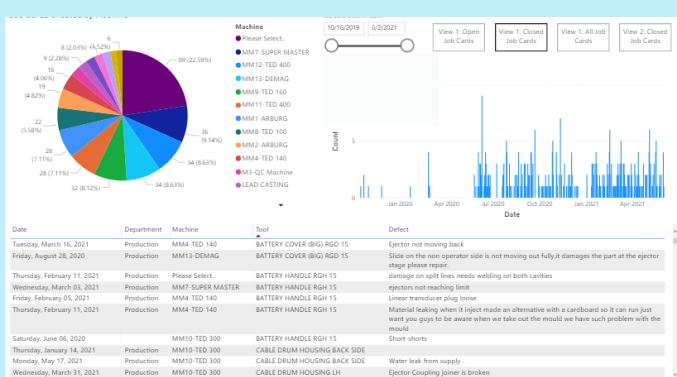 Machine
Please Select..
MM7-SUPER MASTER
MM12-TED 400
MM13-DEMAG
MM9-TED 160
MM11-TED 400
MM1-ARBURG
MM8-TED 100
MM2-ARBURG
MM4-TED 140
M3-QC Machine
LEAD CASTING
6
8 (2.03%)
9 (2.28%)
16
(4.06%)
19
(4.82%)
22
(5.58%)
28
(7.11%)
28 (7.11%)
32 (8.12%)
34 (8.63%)
34 (8.63%)
36
(9.14%)
89 (22.59%)
10/16/2019 6/2/2021
View 1: Open
Job Cards
View 1: Closed
Job Cards
View 1: All Job
Cards
View 2: Closed
Job Cards
Count
5
0
Jan 2020 Apr 2020 Jul 2020 Oct 2020 Jan 2021 Apr 2021
Date
Date Department Machine Tool Defect
Tuesday, March 16, 2021 Production MM4-TED 140 BATTERY COVER (BIG) RGD 15 Ejector not moving back
Friday, August 28, 2020 Production MM13-DEMAG BATTERY COVER (BIG) RGD 15 Slide on the non operator side is not moving out fully,it damages the part at the ejector
stage please repair.
Thursday, February 11, 2021 Production Please Select.. BATTERY HANDLE RGH 15 damage on split lines needs welding on both cavities
Wednesday, March 03, 2021 Production MM7-SUPER MASTER BATTERY HANDLE RGH 15 ejectors not reaching limit
Friday, February 05, 2021 Production MM4-TED 140 BATTERY HANDLE RGH 15 Linear transducer plug loose
Thursday, February 11, 2021 Production MM4-TED 140 BATTERY HANDLE RGH 15 Material leaking when it inject made an alternative with a cardboard so it can run just
want you guys to be aware when we take out the mould we have such problem with the
mould
Saturday, June 06, 2020 MM10-TED 300 BATTERY HANDLE RGH 15 Short-shorts
Thursday, January 14, 2021 Production MM10-TED 300 CABLE DRUM HOUSING BACK SIDE
Monday, May 17, 2021 Production MM10-TED 300 CABLE DRUM HOUSING BACK SIDE Water leak from supply .
Wednesday, March 31, 2021 Production MM10-TED 300 CABLE DRUM HOUSING LH Ejector Coupling joiner is broken